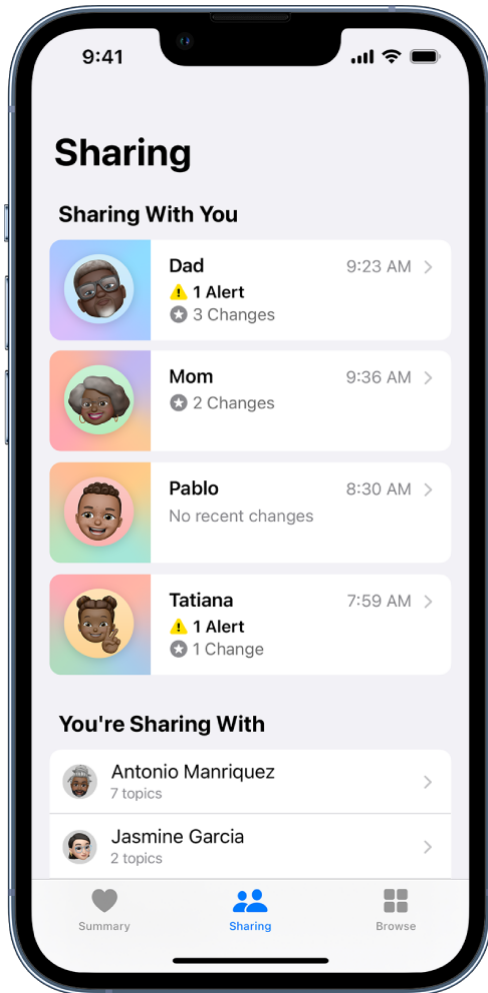 9:41
Sharing
Sharing With You
Dad 9:23 AM
1 Alert
3 Changes
Mom 9:36 AM
2 Changes
Pablo 8:30 AM
No recent changes
Tatiana 7:59 AM
1 Alert
1 Change
You're Sharing With
Antonio Manriquez
7 topics
Jasmine Garcia
2 topics
Summary Sharing Browse